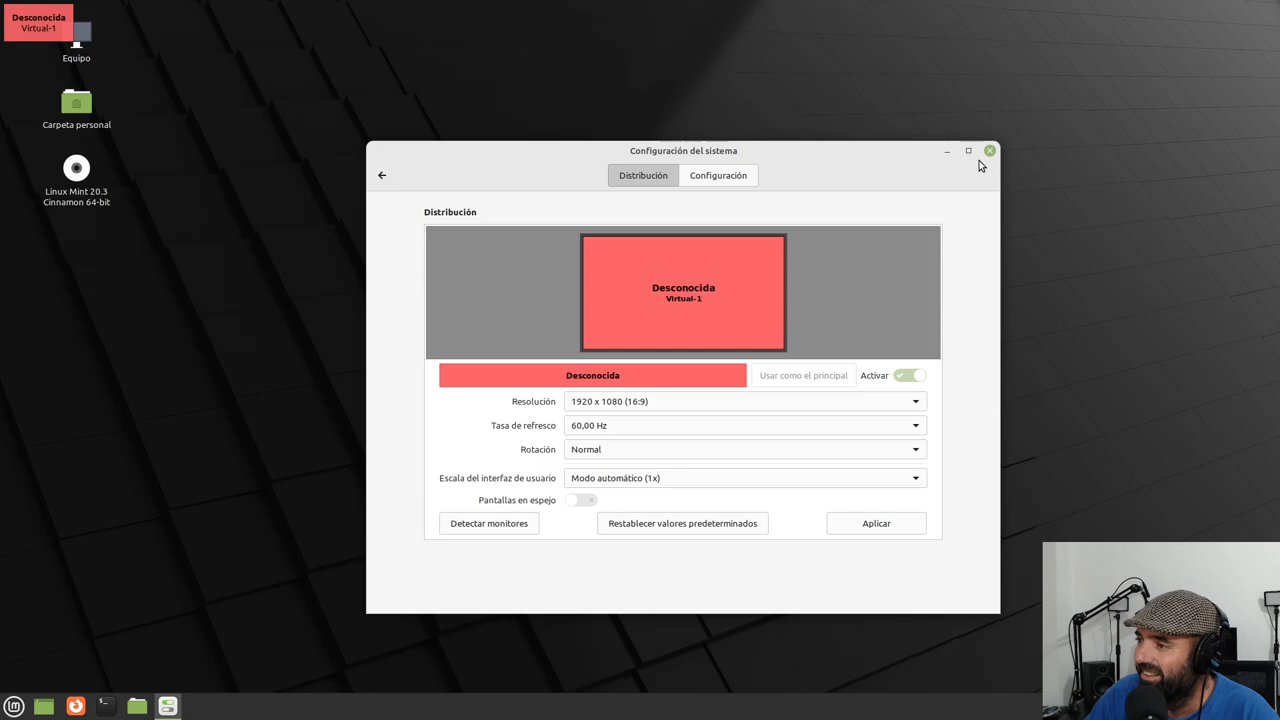 Desconocida
Virtual-1
Equipo
Carpeta personal
Linux Mint 20.3
Cinnamon 64-bit
Configuración del sistema
Distribución
Configuración
Distribución
Desconocida
Virtual-1
Desconocida
Usar como el principal
Activar
Resolución
1920 x 1080 (16:9)
Tasa de refresco
60,00 Hz
Rotación
Normal
Escala del interfaz de usuario
Modo automático (1x)
Pantallas en espejo
Detectar monitores
Restablecer valores predeterminados
Aplicar